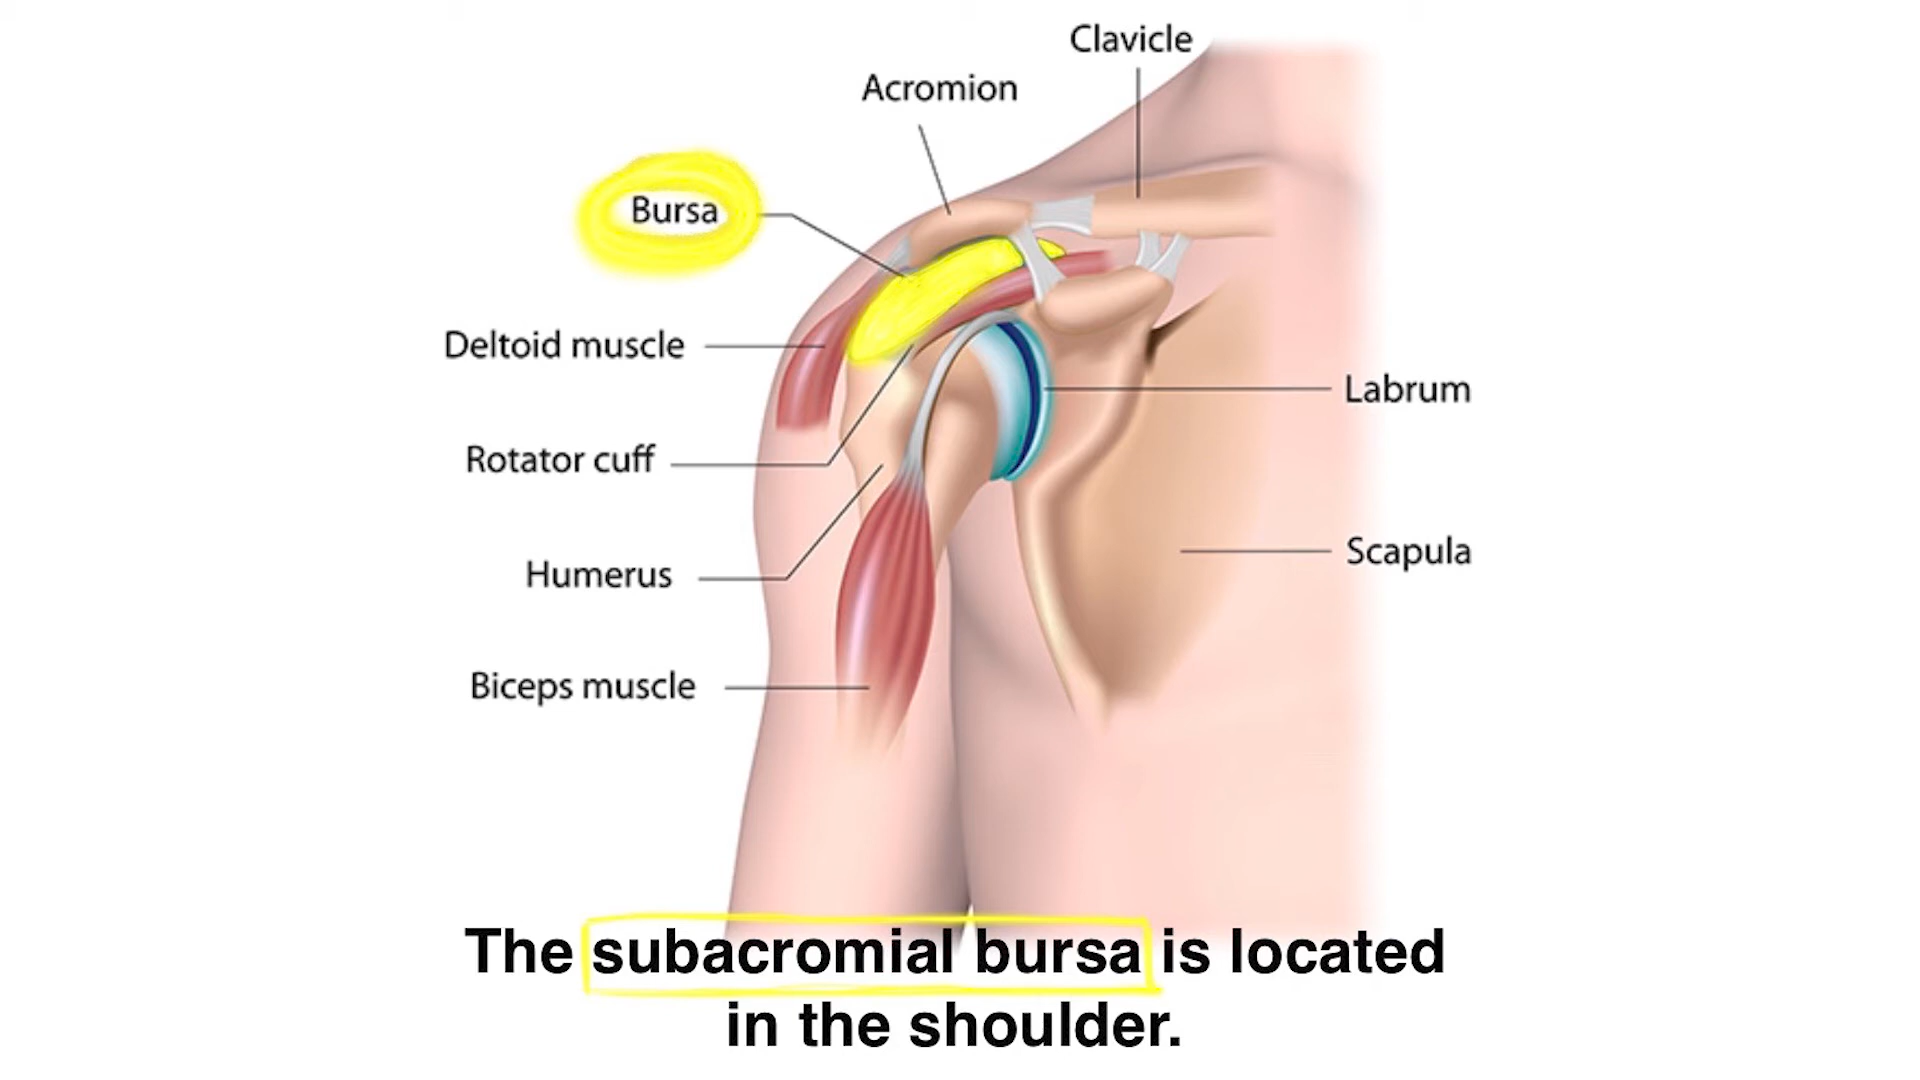 Clavicle
Acromion
Bursa
Deltoid muscle
Labrum
Rotator cuff
Scapula
Humerus
Biceps muscle
The subacromial bursa is located
in the shoulder.